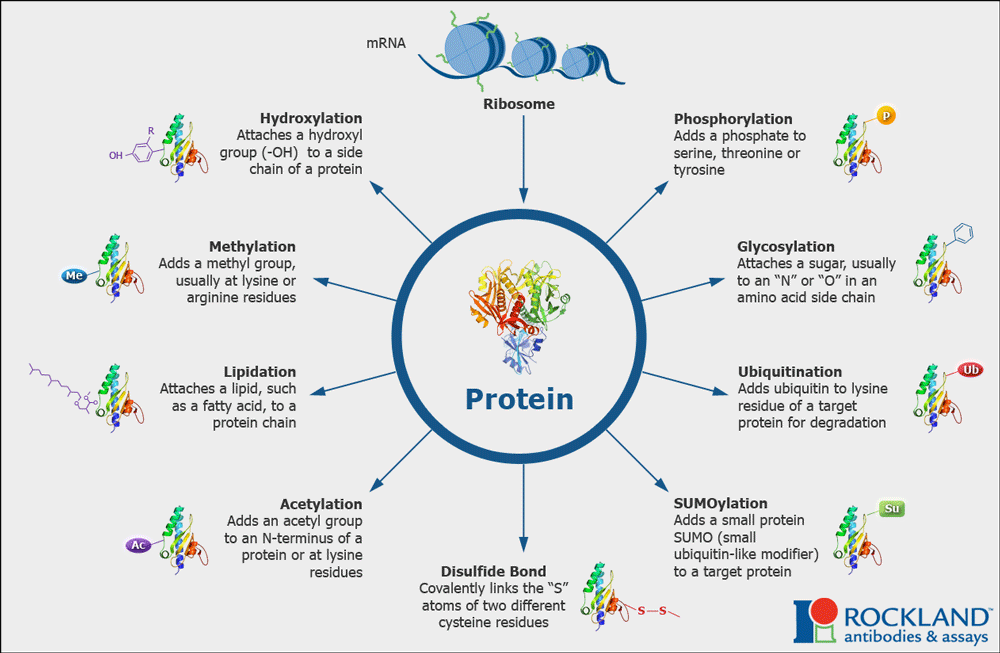 mRNA
Ribosome
Hydroxylation
Attaches a hydroxyl
group (-OH) to a side
chain of a protein
R
OH
Phosphorylation
Adds a phosphate to
serine, threonine or
tyrosine
P
Methylation
Adds a methyl group,
usually at lysine or
arginine residues
Me
Glycosylation
Attaches a sugar, usually
to an “N” or “O” in an
amino acid side chain
Protein
Lipidation
Attaches a lipid, such
as a fatty acid, to a
protein chain
Ubiquitination
Adds ubiquitin to lysine
residue of a target
protein for degradation
Ub
Acetylation
Adds an acetyl group
to an N-terminus of a
protein or at lysine
residues
Ac
SUMOylation
Adds a small protein
SUMO (small
ubiquitin-like modifier)
to a target protein
Su
Disulfide Bond
Covalently links the “S”
atoms of two different
cysteine residues
S S
ROCKLAND™
antibodies & assays